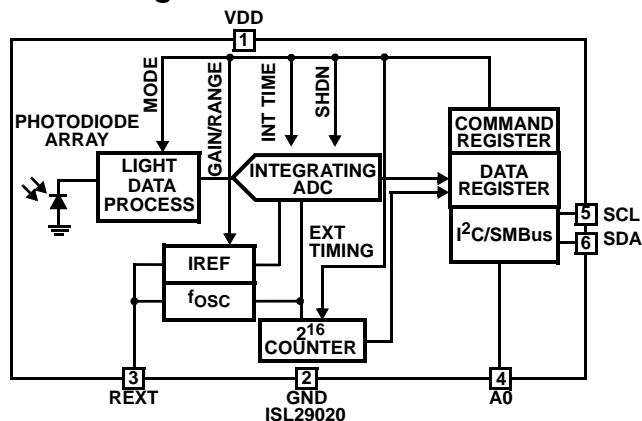 VDD
1
MODE
GAIN/RANGE
INT TIME
SHDN
PHOTODIODE
ARRAY
LIGHT
DATA
PROCESS
INTEGRATING
ADC
COMMAND
REGISTER
DATA
REGISTER
I²C/SMBus
5 SCL
6 SDA
EXT
TIMING
IREF
fOSC
2¹⁶
COUNTER
3
REXT
2
GND
ISL29020
4
A0